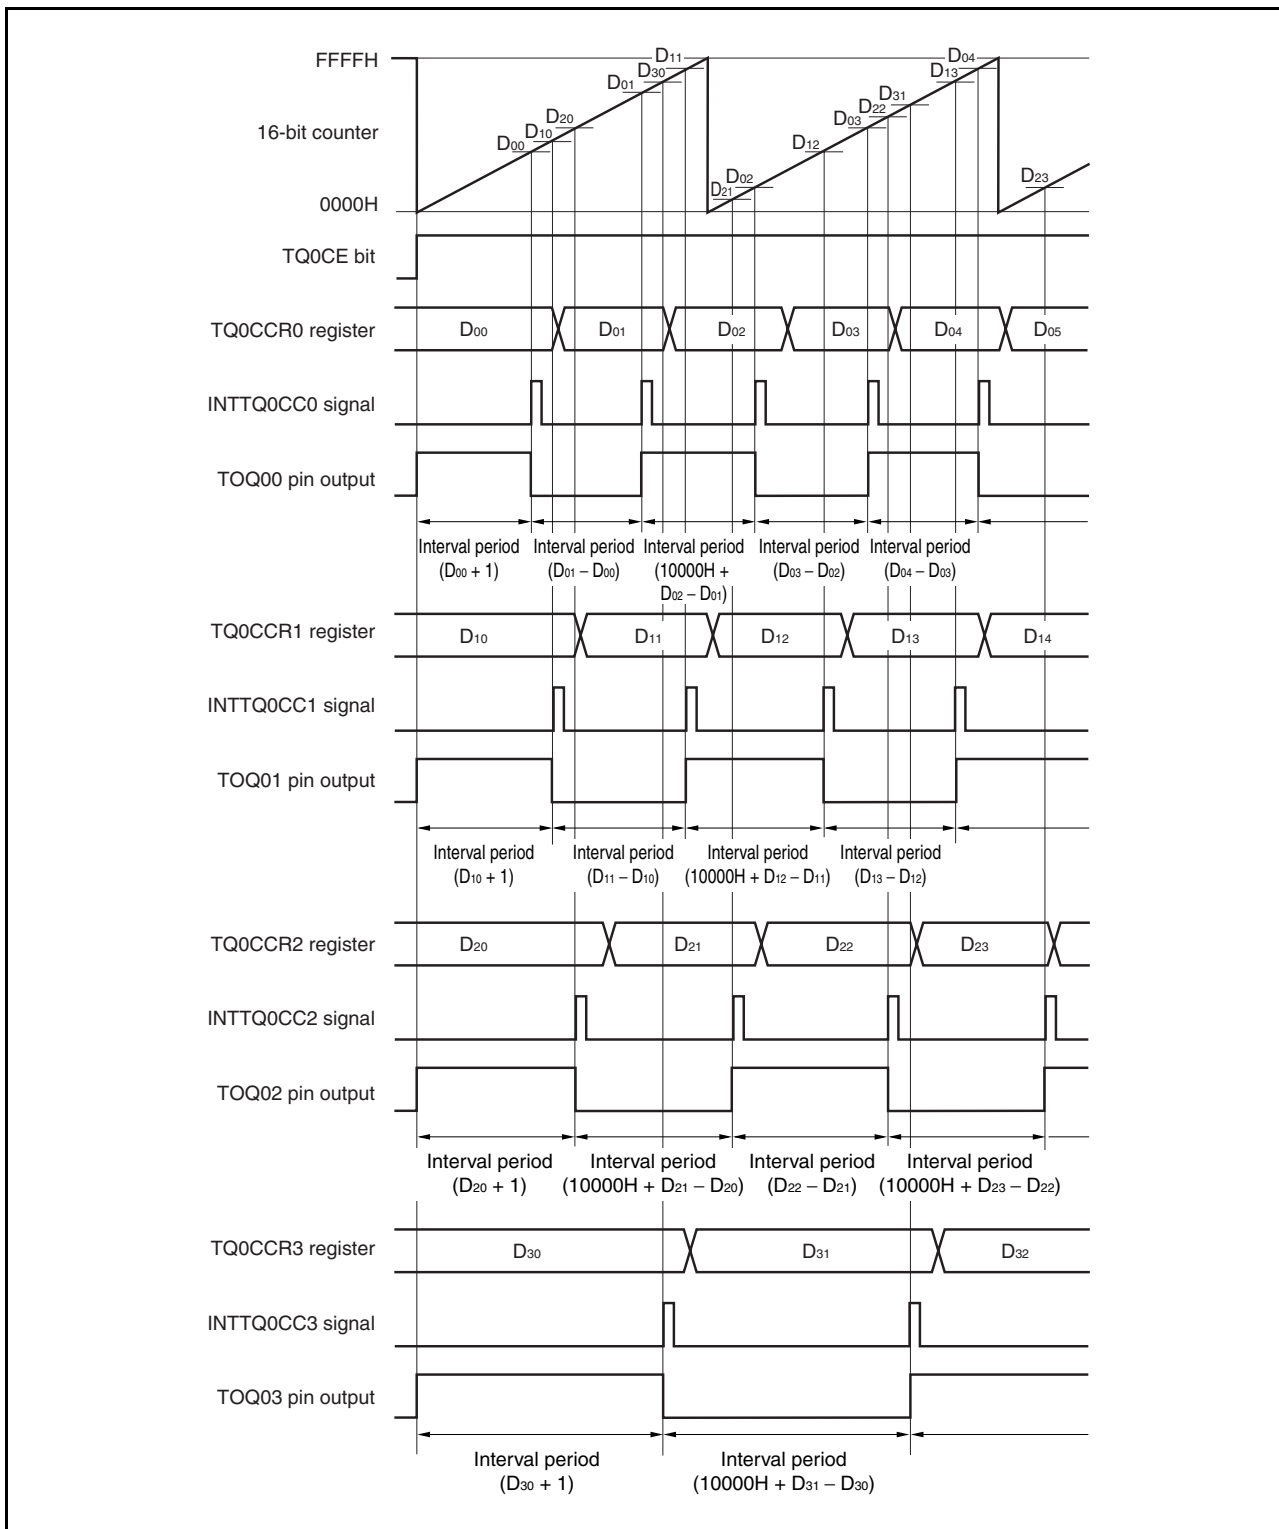 FFFFH
16-bit counter
0000H
D00
D10
D20
D01
D30
D11
D21
D02
D12
D03
D22
D31
D13
D04
D23
TQ0CE bit
TQ0CCR0 register
D00 D01 D02 D03 D04 D05
INTTQ0CC0 signal
TOQ00 pin output
Interval period
(D00 + 1)
Interval period
(D01 – D00)
Interval period
(10000H +
D02 – D01)
Interval period
(D03 – D02)
Interval period
(D04 – D03)
TQ0CCR1 register
D10 D11 D12 D13 D14
INTTQ0CC1 signal
TOQ01 pin output
Interval period
(D10 + 1)
Interval period
(D11 – D10)
Interval period
(10000H + D12 – D11)
Interval period
(D13 – D12)
TQ0CCR2 register
D20 D21 D22 D23
INTTQ0CC2 signal
TOQ02 pin output
Interval period
(D20 + 1)
Interval period
(10000H + D21 – D20)
Interval period
(D22 – D21)
Interval period
(10000H + D23 – D22)
TQ0CCR3 register
D30 D31 D32
INTTQ0CC3 signal
TOQ03 pin output
Interval period
(D30 + 1)
Interval period
(10000H + D31 – D30)